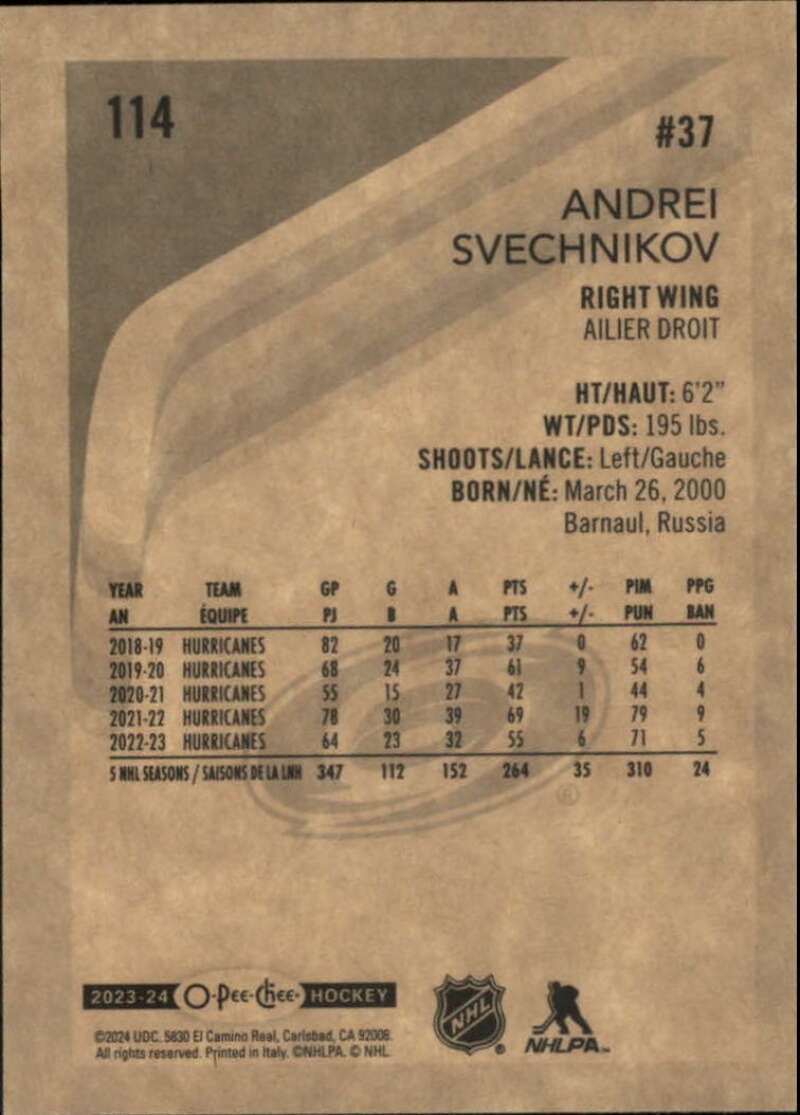 114
#37
ANDREI
SVECHNIKOV
RIGHT WING
AILIER DROIT
HT/HAUT: 6'2"
WT/PDS: 195 lbs.
SHOOTS/LANCE: Left/Gauche
BORN/NÉ: March 26, 2000
Barnaul, Russia
YEAR TEAM GP G A PTS +/- PIM PPG
AN ÉQUIPE PJ B A PTS +/- PUN BAN
2018-19 HURRICANES 82 20 17 37 0 62 0
2019-20 HURRICANES 68 24 37 61 9 54 6
2020-21 HURRICANES 55 15 27 42 1 44 4
2021-22 HURRICANES 78 30 39 69 19 79 9
2022-23 HURRICANES 64 23 32 55 6 71 5
5 NHL SEASONS / SAISONS DE LA LNH 347 112 152 264 35 310 24
®
2023-24 O-Pee-Chee HOCKEY
©2024 UDC. 5830 El Camino Real, Carlsbad, CA 92008.
All rights reserved. Printed in Italy. ©NHLPA. © NHL
NHL ®
NHLPA™